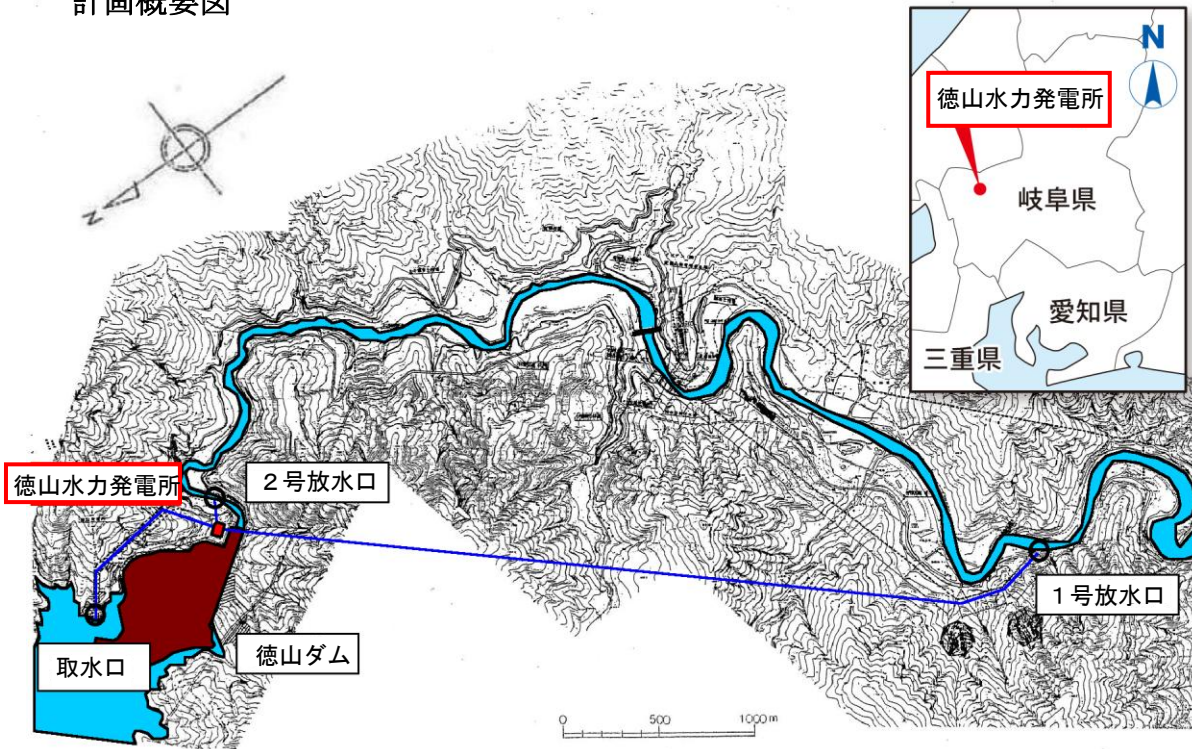 計画概要図
N
徳山水力発電所
岐阜県
愛知県
三重県
N
徳山水力発電所
2号放水口
1号放水口
徳山ダム
取水口
0 500 1000m